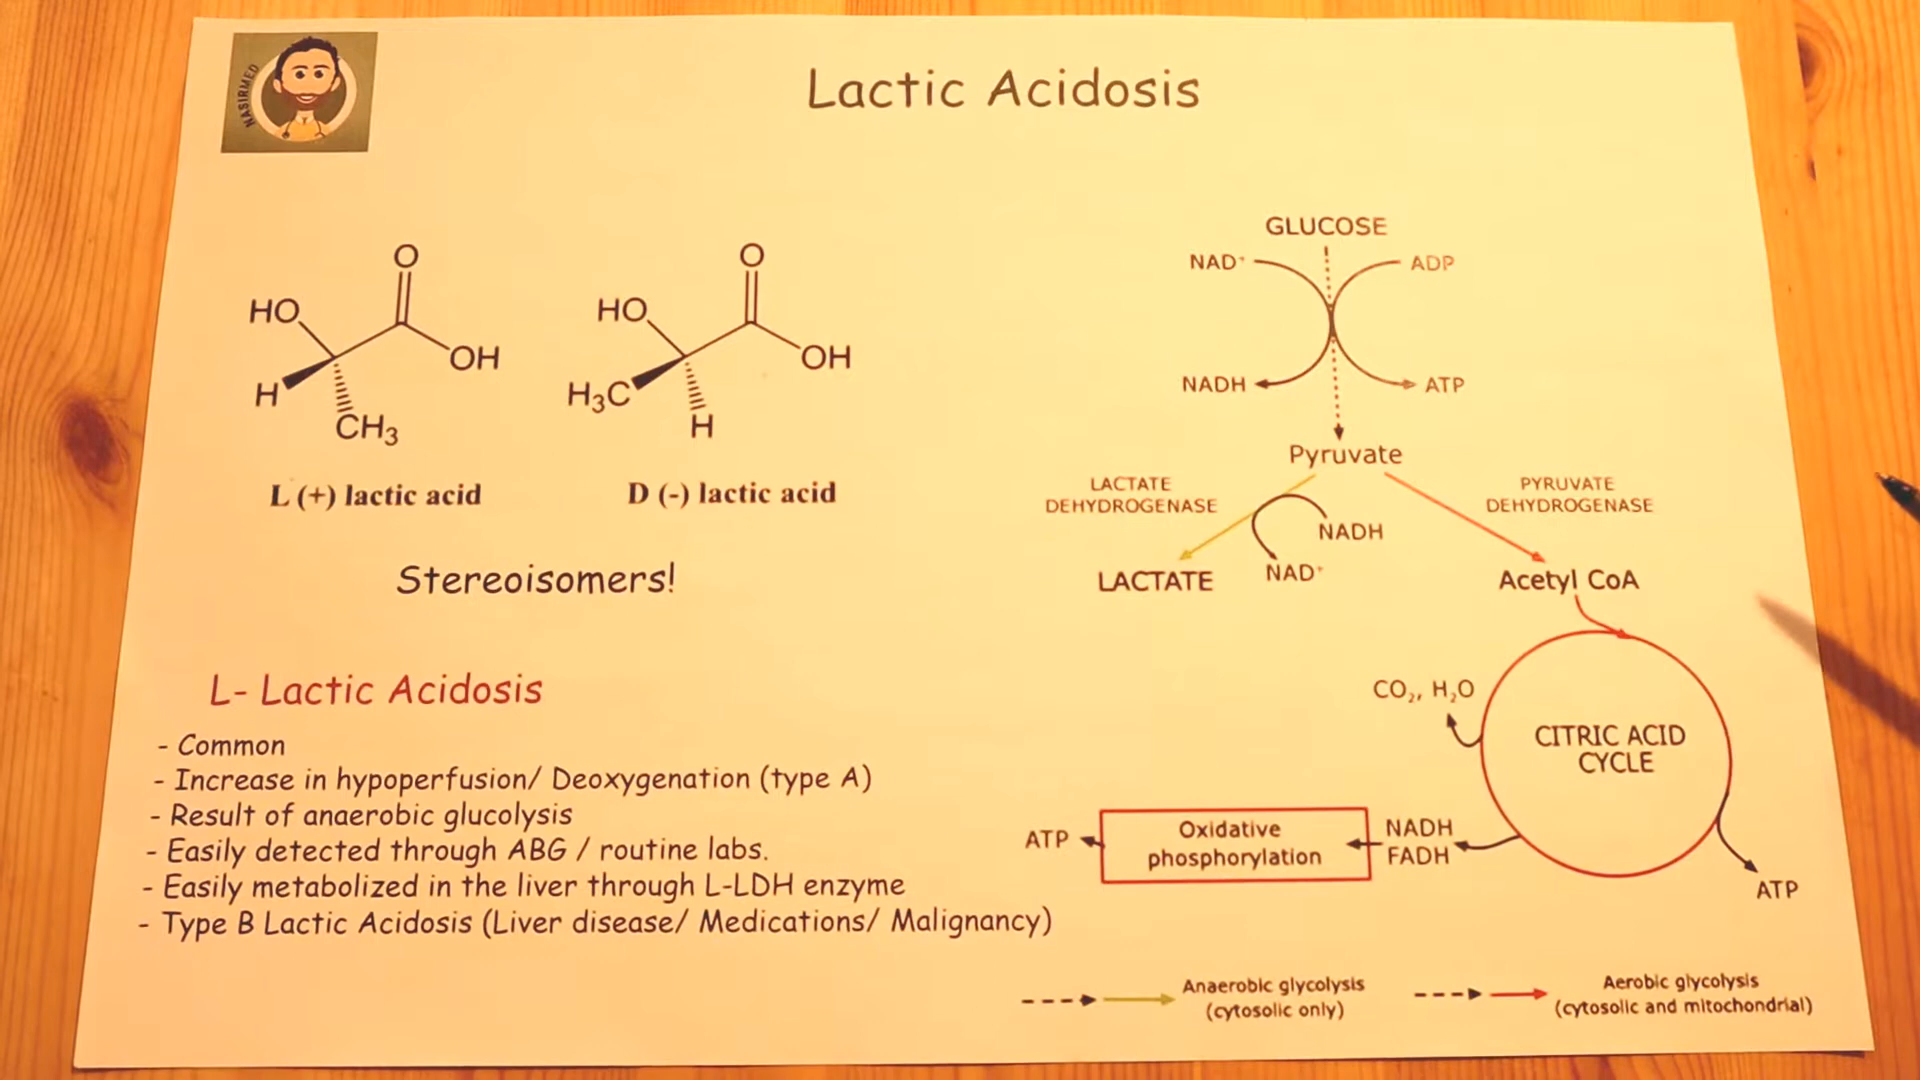 NASIRMED
Lactic Acidosis
O
HO
OH
H
CH₃
L (+) lactic acid
O
HO
OH
H₃C
H
D (-) lactic acid
Stereoisomers!
L- Lactic Acidosis
- Common
- Increase in hypoperfusion/ Deoxygenation (type A)
- Result of anaerobic glucolysis
- Easily detected through ABG / routine labs.
- Easily metabolized in the liver through L-LDH enzyme
- Type B Lactic Acidosis (Liver disease/ Medications/ Malignancy)
GLUCOSE
NAD⁺
ADP
NADH
ATP
Pyruvate
LACTATE
DEHYDROGENASE
PYRUVATE
DEHYDROGENASE
NADH
NAD⁺
LACTATE
Acetyl CoA
CO₂, H₂O
CITRIC ACID
CYCLE
ATP
Oxidative
phosphorylation
NADH
FADH
ATP
Anaerobic glycolysis
(cytosolic only)
Aerobic glycolysis
(cytosolic and mitochondrial)